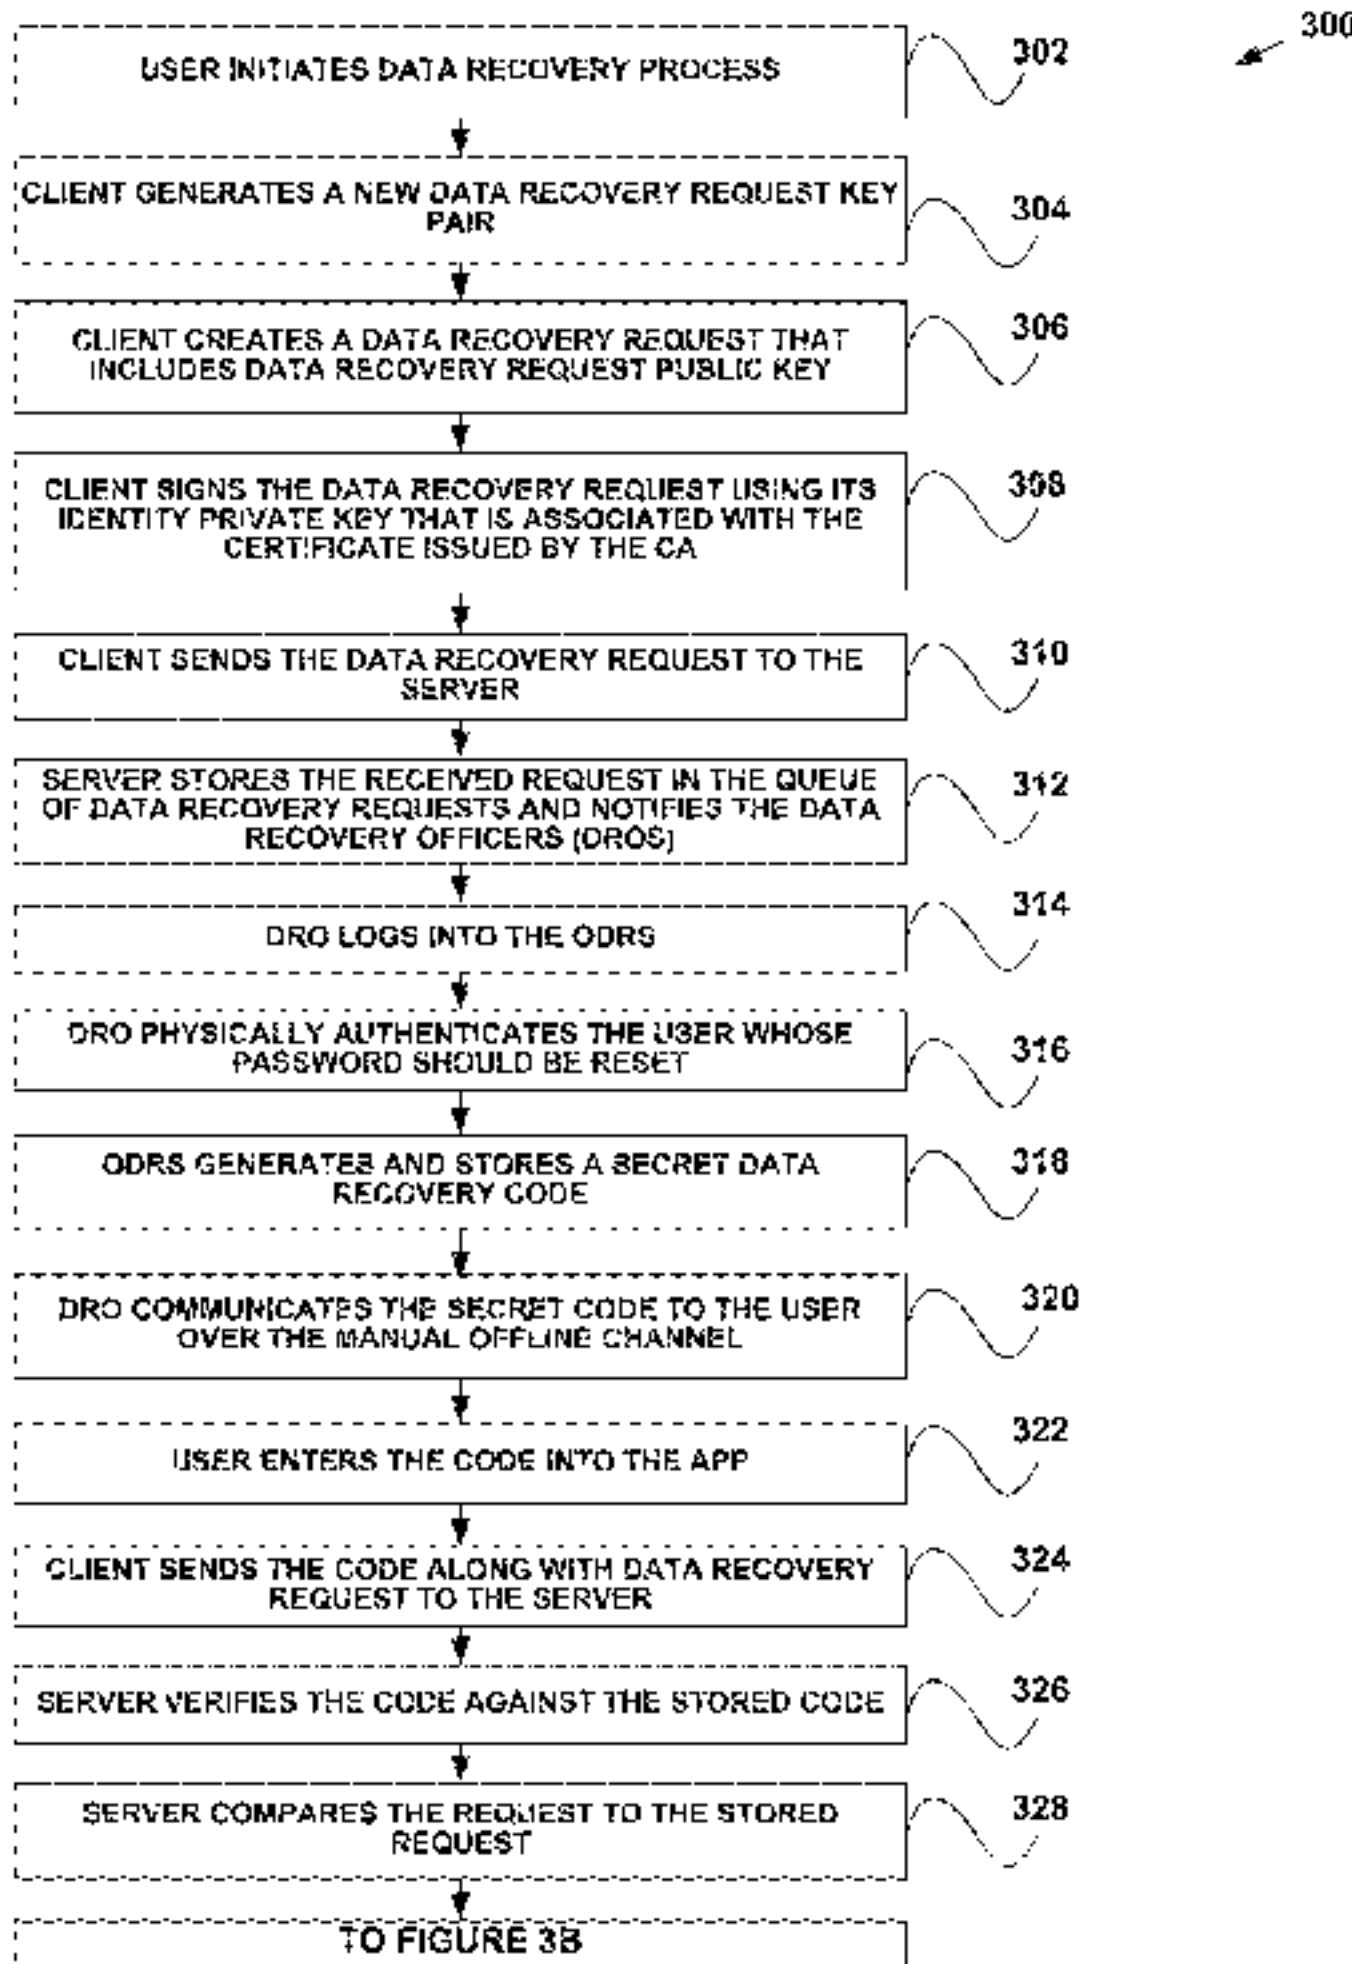 300
USER INITIATES DATA RECOVERY PROCESS
302
CLIENT GENERATES A NEW DATA RECOVERY REQUEST KEY
PAIR
304
CLIENT CREATES A DATA RECOVERY REQUEST THAT
INCLUDES DATA RECOVERY REQUEST PUBLIC KEY
306
CLIENT SIGNS THE DATA RECOVERY REQUEST USING ITS
IDENTITY PRIVATE KEY THAT IS ASSOCIATED WITH THE
CERTIFICATE ISSUED BY THE CA
308
CLIENT SENDS THE DATA RECOVERY REQUEST TO THE
SERVER
310
SERVER STORES THE RECEIVED REQUEST IN THE QUEUE
OF DATA RECOVERY REQUESTS AND NOTIFIES THE DATA
RECOVERY OFFICERS (DROS)
312
DRO LOGS INTO THE ODRS
314
DRO PHYSICALLY AUTHENTICATES THE USER WHOSE
PASSWORD SHOULD BE RESET
316
ODRS GENERATES AND STORES A SECRET DATA
RECOVERY CODE
318
DRO COMMUNICATES THE SECRET CODE TO THE USER
OVER THE MANUAL OFFLINE CHANNEL
320
USER ENTERS THE CODE INTO THE APP
322
CLIENT SENDS THE CODE ALONG WITH DATA RECOVERY
REQUEST TO THE SERVER
324
SERVER VERIFIES THE CODE AGAINST THE STORED CODE
326
SERVER COMPARES THE REQUEST TO THE STORED
REQUEST
328
TO FIGURE 3B